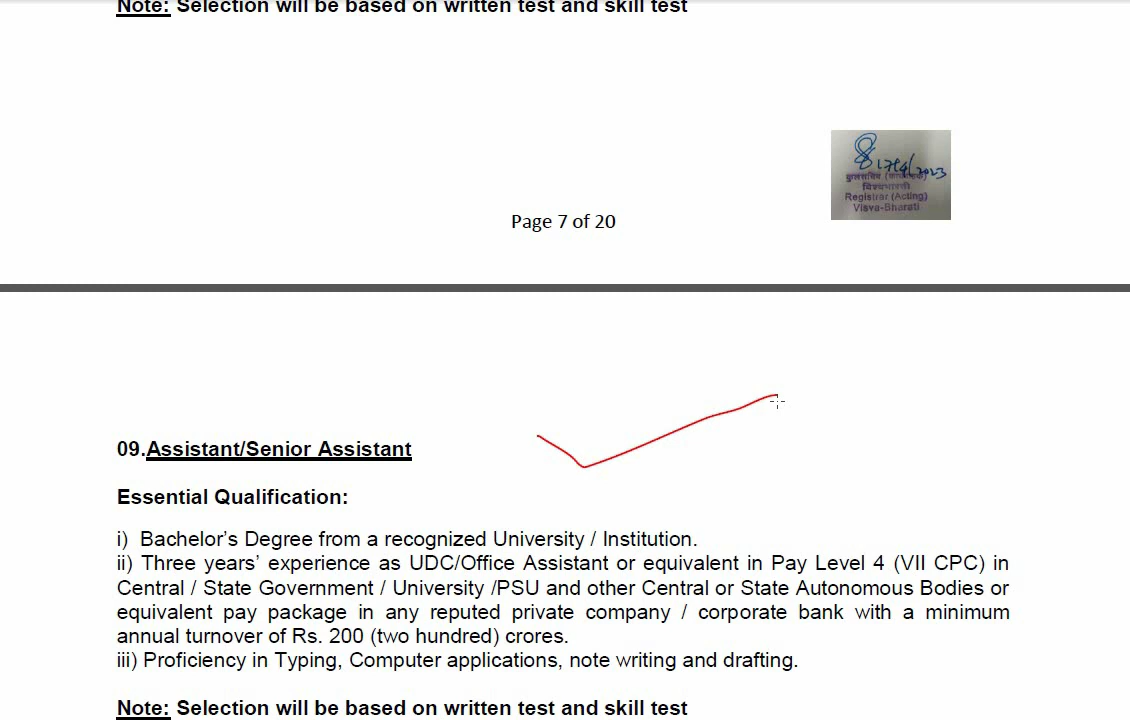 Note: Selection will be based on written test and skill test
विश्वभारती
Registrar (Acting)
Visva-Bharati
Page 7 of 20
09.Assistant/Senior Assistant
Essential Qualification:
i) Bachelor’s Degree from a recognized University / Institution.
ii) Three years’ experience as UDC/Office Assistant or equivalent in Pay Level 4 (VII CPC) in
Central / State Government / University /PSU and other Central or State Autonomous Bodies or
equivalent pay package in any reputed private company / corporate bank with a minimum
annual turnover of Rs. 200 (two hundred) crores.
iii) Proficiency in Typing, Computer applications, note writing and drafting.
Note: Selection will be based on written test and skill test